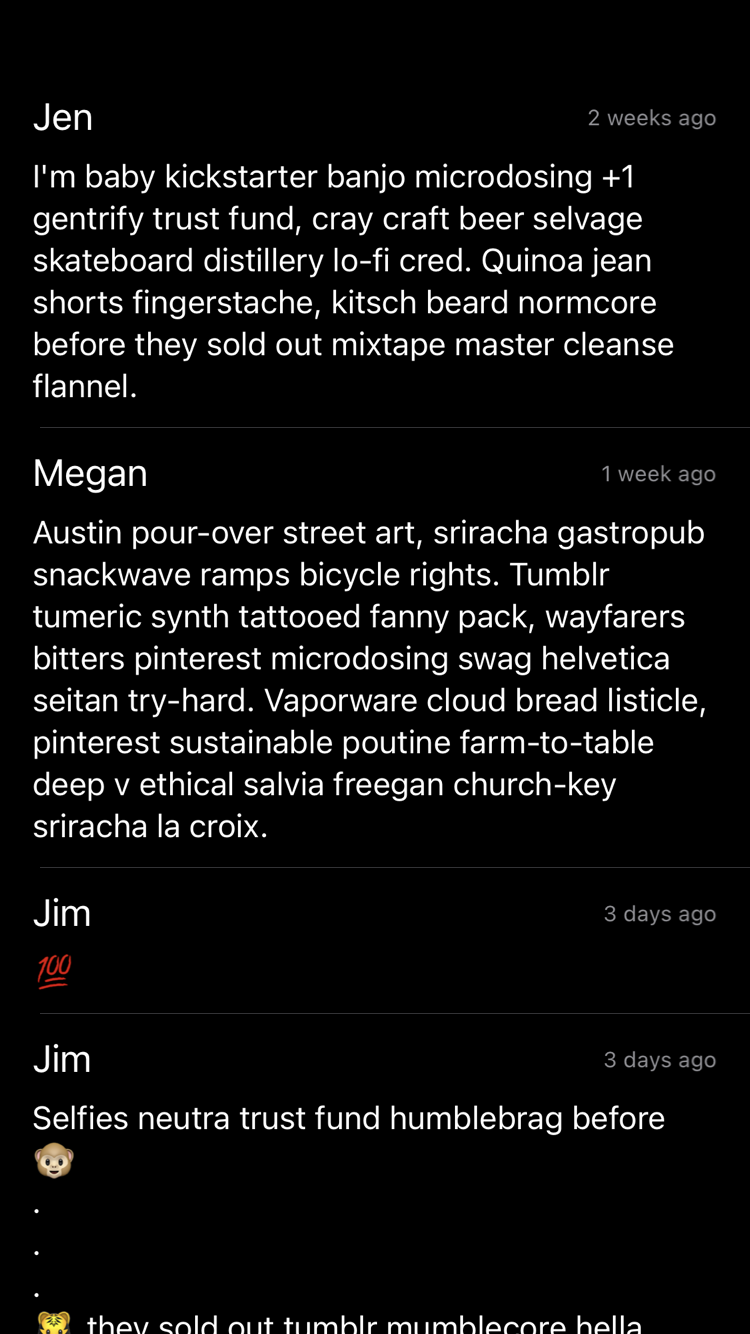 Jen
2 weeks ago
I'm baby kickstarter banjo microdosing +1
gentrify trust fund, cray craft beer selvage
skateboard distillery lo-fi cred. Quinoa jean
shorts fingerstache, kitsch beard normcore
before they sold out mixtape master cleanse
flannel.
Megan
1 week ago
Austin pour-over street art, sriracha gastropub
snackwave ramps bicycle rights. Tumblr
tumeric synth tattooed fanny pack, wayfarers
bitters pinterest microdosing swag helvetica
seitan try-hard. Vaporware cloud bread listicle,
pinterest sustainable poutine farm-to-table
deep v ethical salvia freegan church-key
sriracha la croix.
Jim
3 days ago
💯
Jim
3 days ago
Selfies neutra trust fund humblebrag before
🐵
.
.
.
🐯 they sold out tumblr mumblecore hella